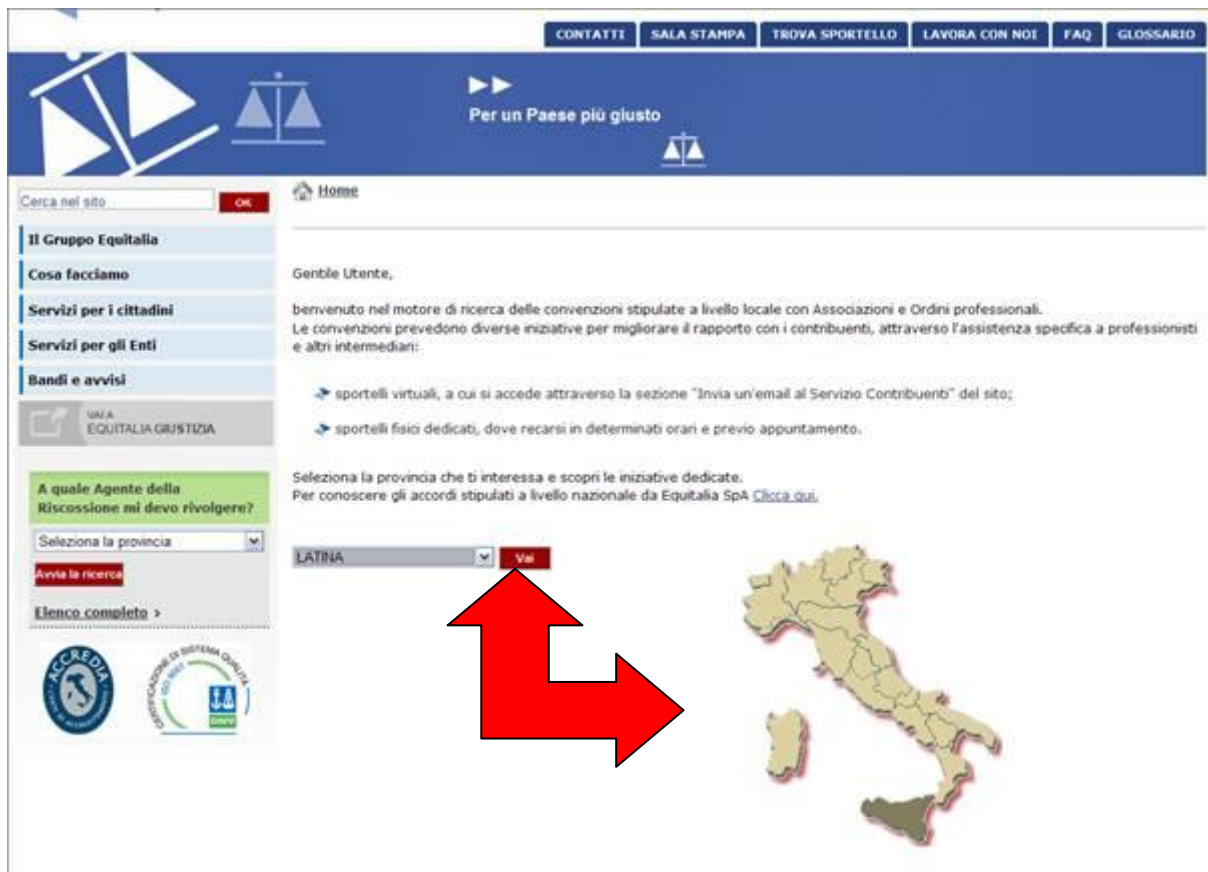 CONTATTI
SALA STAMPA
TROVA SPORTELLO
LAVORA CON NOI
FAQ
GLOSSARIO
Per un Paese più giusto
Cerca nel sito
OK
Home
Il Gruppo Equitalia
Cosa facciamo
Servizi per i cittadini
Servizi per gli Enti
Bandi e avvisi
VAI A
EQUITALIA GIUSTIZIA
A quale Agente della
Riscossione mi devo rivolgere?
Seleziona la provincia
Avvia la ricerca
Elenco completo >
ACCREDIA
CERTIFICAZIONE DI SISTEMA QUALITÀ
ISO 9001
DNV
Gentile Utente,
benvenuto nel motore di ricerca delle convenzioni stipulate a livello locale con Associazioni e Ordini professionali.
Le convenzioni prevedono diverse iniziative per migliorare il rapporto con i contribuenti, attraverso l'assistenza specifica a professionisti
e altri intermediari:
sportelli virtuali, a cui si accede attraverso la sezione "Invia un'email al Servizio Contribuenti" del sito;
sportelli fisici dedicati, dove recarsi in determinati orari e previo appuntamento.
Seleziona la provincia che ti interessa e scopri le iniziative dedicate.
Per conoscere gli accordi stipulati a livello nazionale da Equitalia SpA Clicca qui.
LATINA
Vai